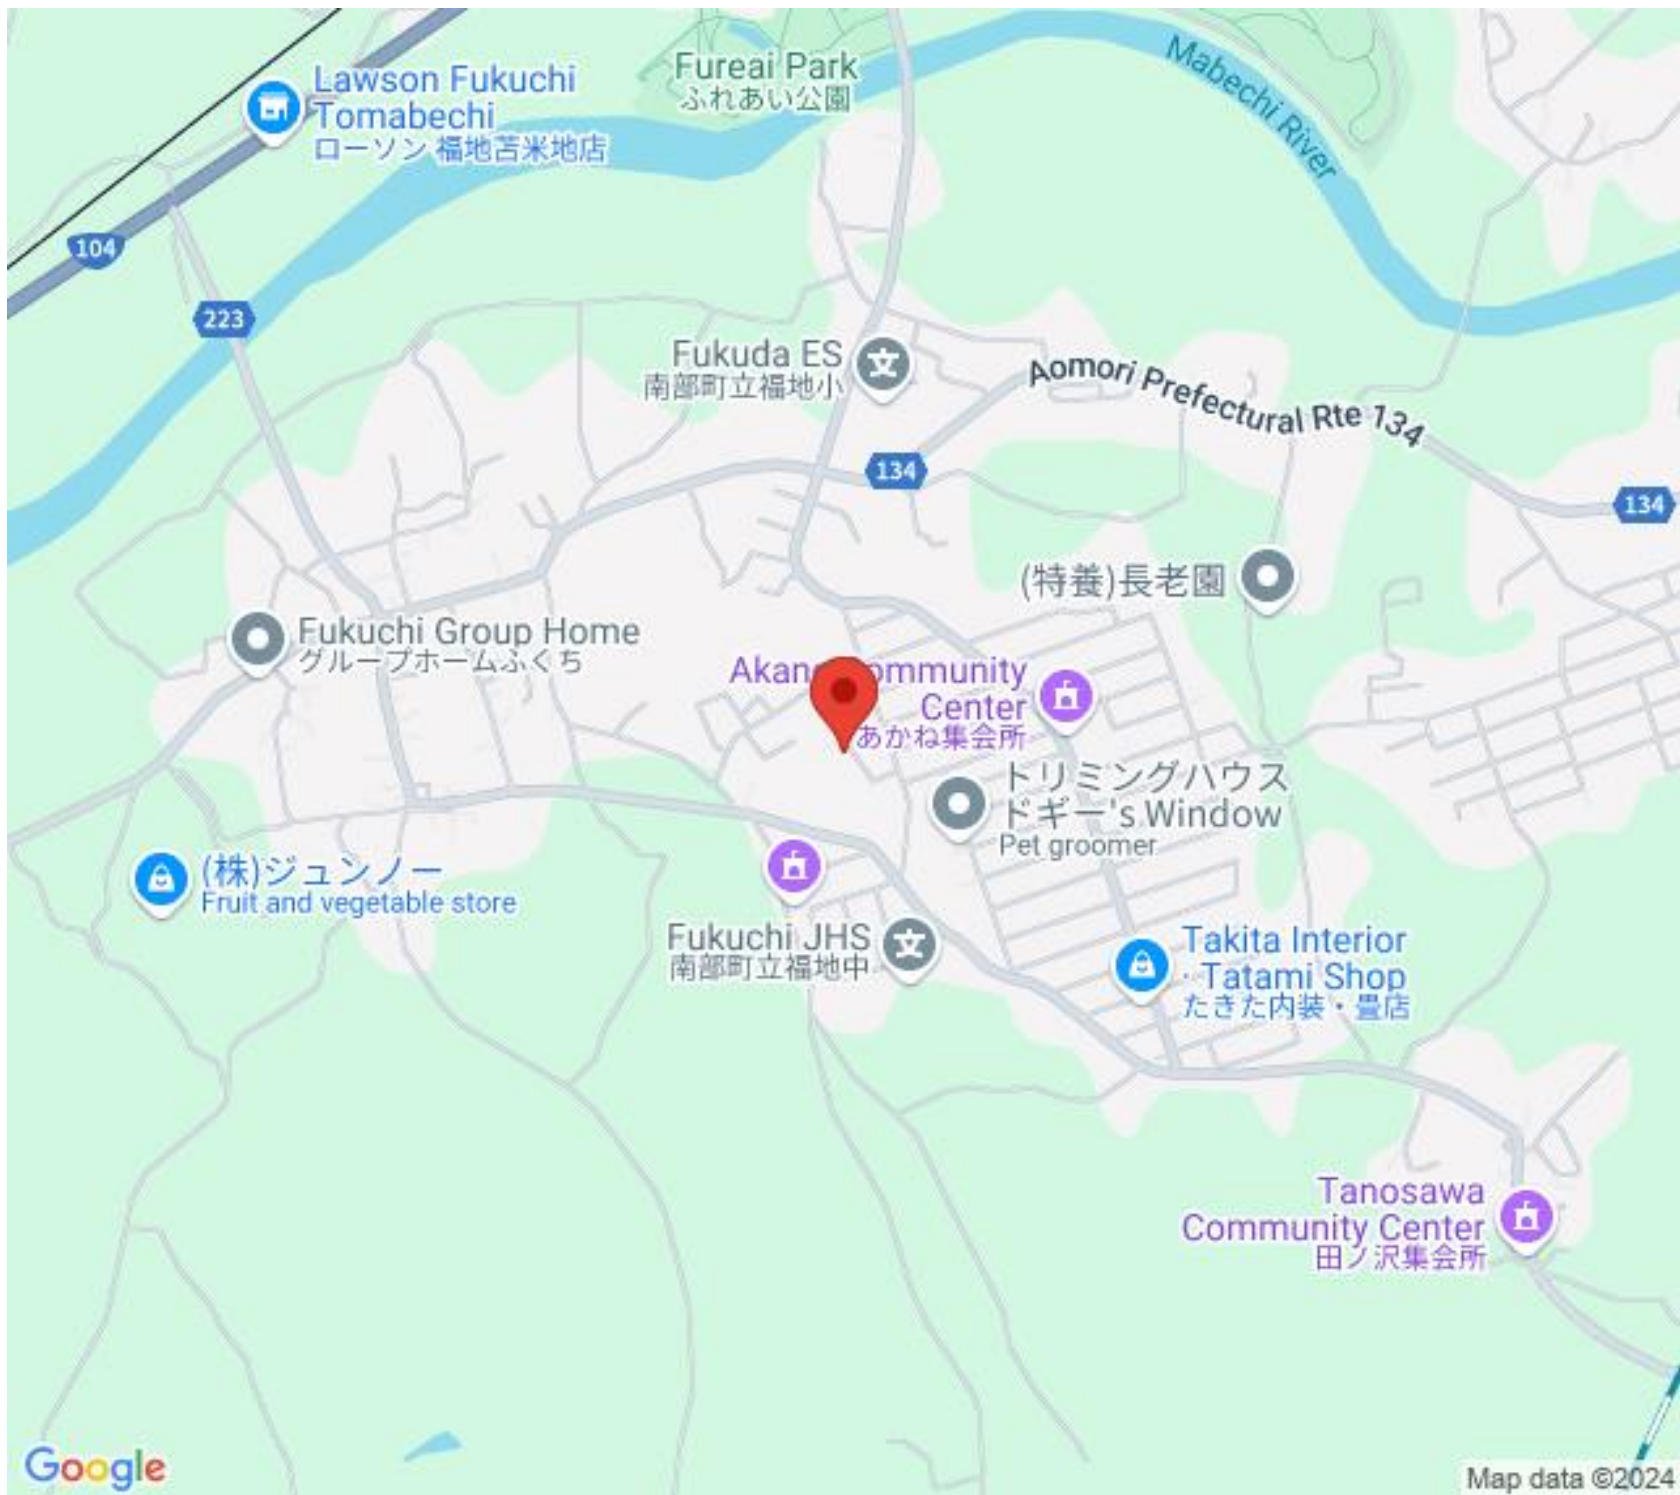 Lawson Fukuchi
Tomabechi
ローソン 福地苫米地店
Fureai Park
ふれあい公園
Mabechi River
104
223
Fukuda ES
南部町立福地小
Aomori Prefectural Rte 134
134
134
(特養)長老園
Fukuchi Group Home
グループホームふくち
Akan ommunity
Center
あかね集会所
トリミングハウス
ドギー's Window
Pet groomer
(株)ジュンノー
Fruit and vegetable store
Fukuchi JHS
南部町立福地中
Takita Interior
・Tatami Shop
たきた内装・畳店
Tanosawa
Community Center
田ノ沢集会所
Google
Map data ©2024